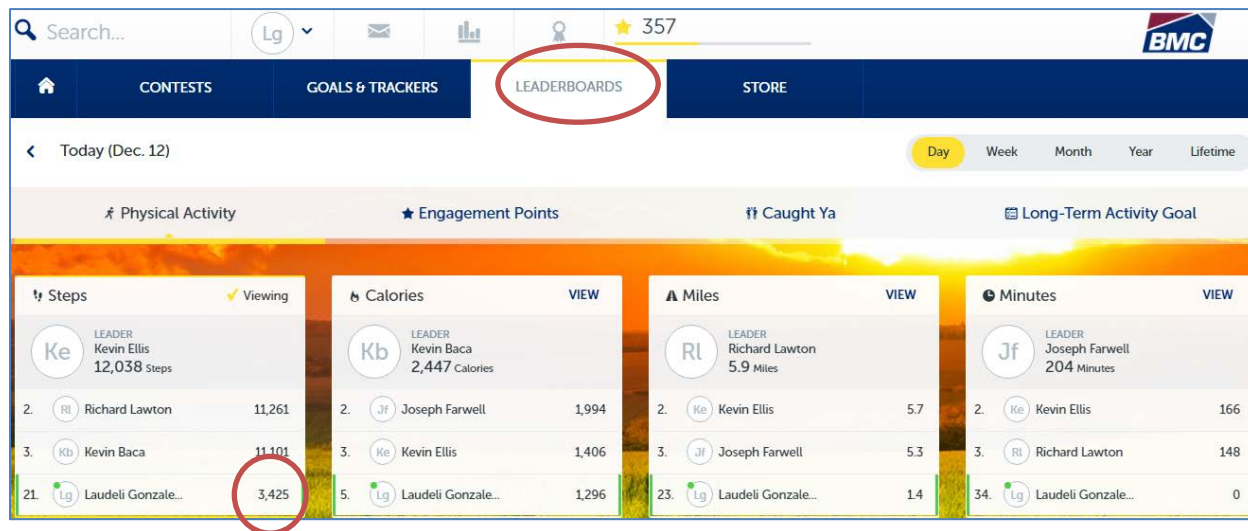 Search... Lg 357 BMC
CONTESTS GOALS & TRACKERS LEADERBOARDS STORE
Today (Dec. 12) Day Week Month Year Lifetime
Physical Activity Engagement Points Caught Ya Long-Term Activity Goal
Steps Viewing Calories VIEW Miles VIEW Minutes VIEW
LEADER LEADER LEADER LEADER
Ke Kevin Ellis Kb Kevin Baca Rl Richard Lawton Jf Joseph Farwell
12,038 Steps 2,447 Calories 5.9 Miles 204 Minutes
2. Rl Richard Lawton 11,261 2. Jf Joseph Farwell 1,994 2. Ke Kevin Ellis 5.7 2. Ke Kevin Ellis 166
3. Kb Kevin Baca 11,101 3. Ke Kevin Ellis 1,406 3. Jf Joseph Farwell 5.3 3. Rl Richard Lawton 148
21. Lg Laudeli Gonzale... 3,425 5. Lg Laudeli Gonzale... 1,296 23. Lg Laudeli Gonzale... 1.4 34. Lg Laudeli Gonzale... 0